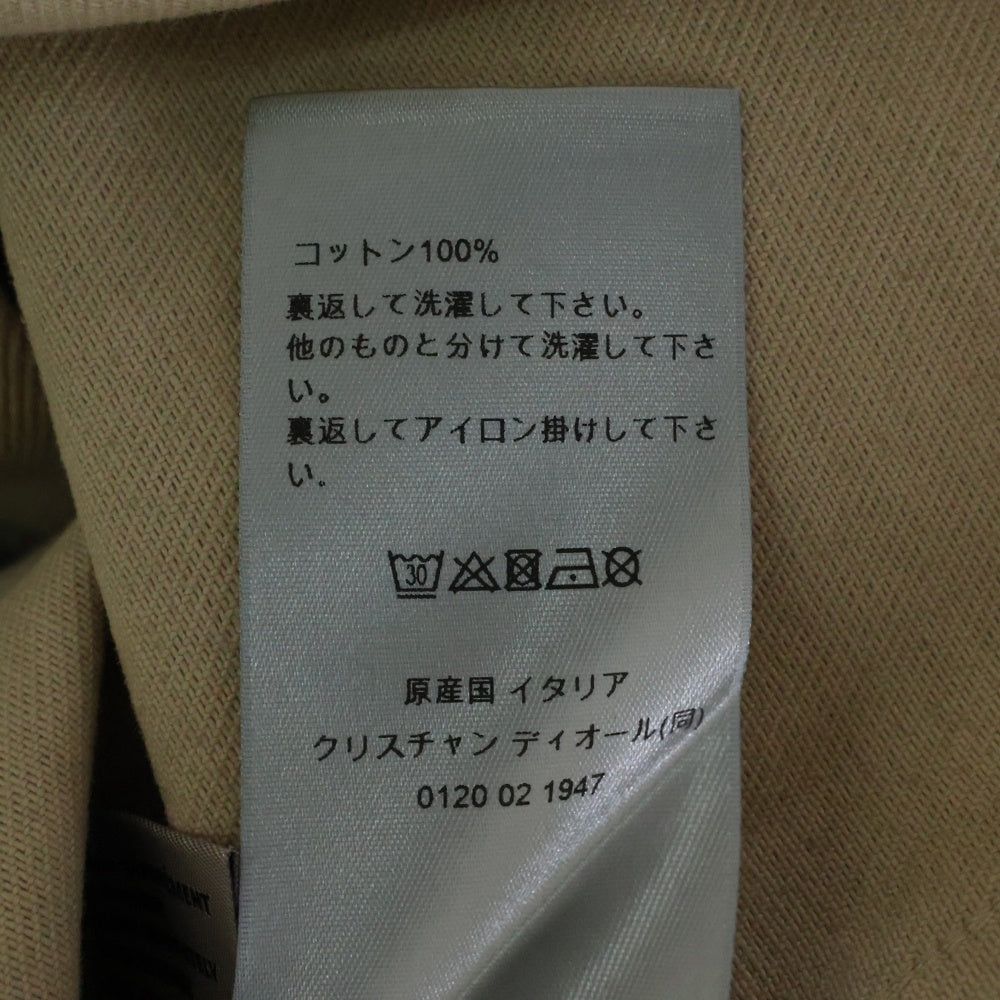 コットン100%
裏返して洗濯して下さい。
他のものと分けて洗濯して下さ
い。
裏返してアイロン掛けして下さ
い.
30
原産国 イタリア
クリスチャン ディオール(同)
0120 02 1947